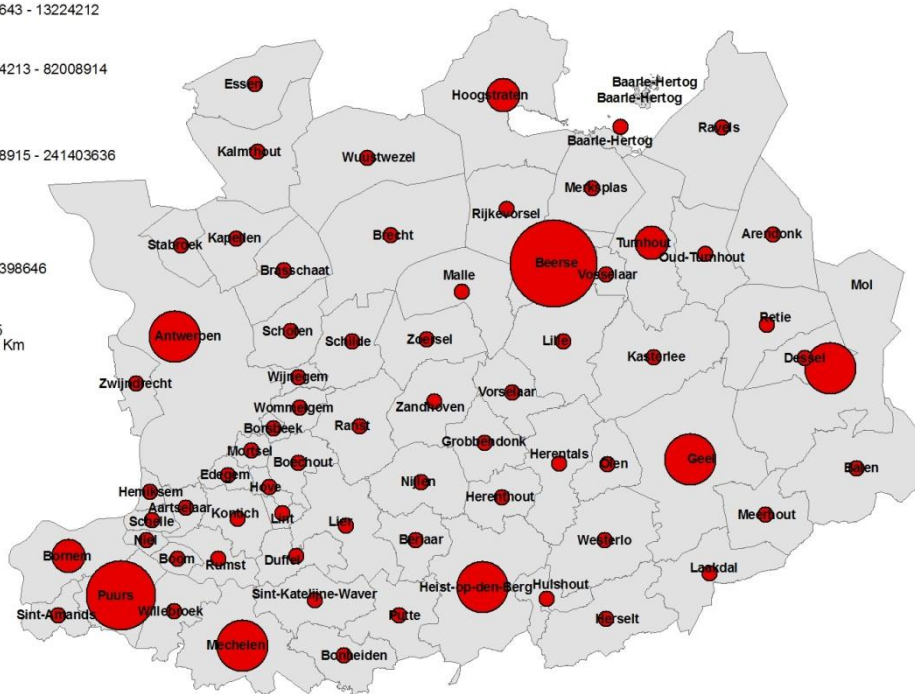 643 - 13224212
4213 - 82008914
8915 - 241403636
398646
Km
Essen
Hoogstraten
Baarle-Hertog
Baarle-Hertog
Baarle-Hertog
Ravels
Kalmthout
Wuustwezel
Merksplas
Rijkevorsel
Stabroek
Kapellen
Brecht
Turnhout
Arendonk
Oud-Turnhout
Brasschaat
Beerse
Vosselaar
Malle
Mol
Antwerpen
Schoten
Schilde
Zoersel
Lille
Retie
Kasterlee
Dessel
Zwijndrecht
Wijnegem
Vorselaar
Wommelgem
Zandhoven
Borsbeek
Ranst
Grobbendonk
Mortsel
Boechout
Herentals
Olen
Geel
Balen
Edegem
Hove
Nijlen
Hemiksem
Herenthout
Aartselaar
Schelle
Kontich
Lint
Lier
Meerhout
Niel
Berlaar
Westerlo
Bornem
Boom
Rumst
Duffel
Laakdal
Heist-op-den-Berg
Hulshout
Puurs
Sint-Katelijne-Waver
Sint-Amands
Willebroek
Putte
Herselt
Mechelen
Bonheiden